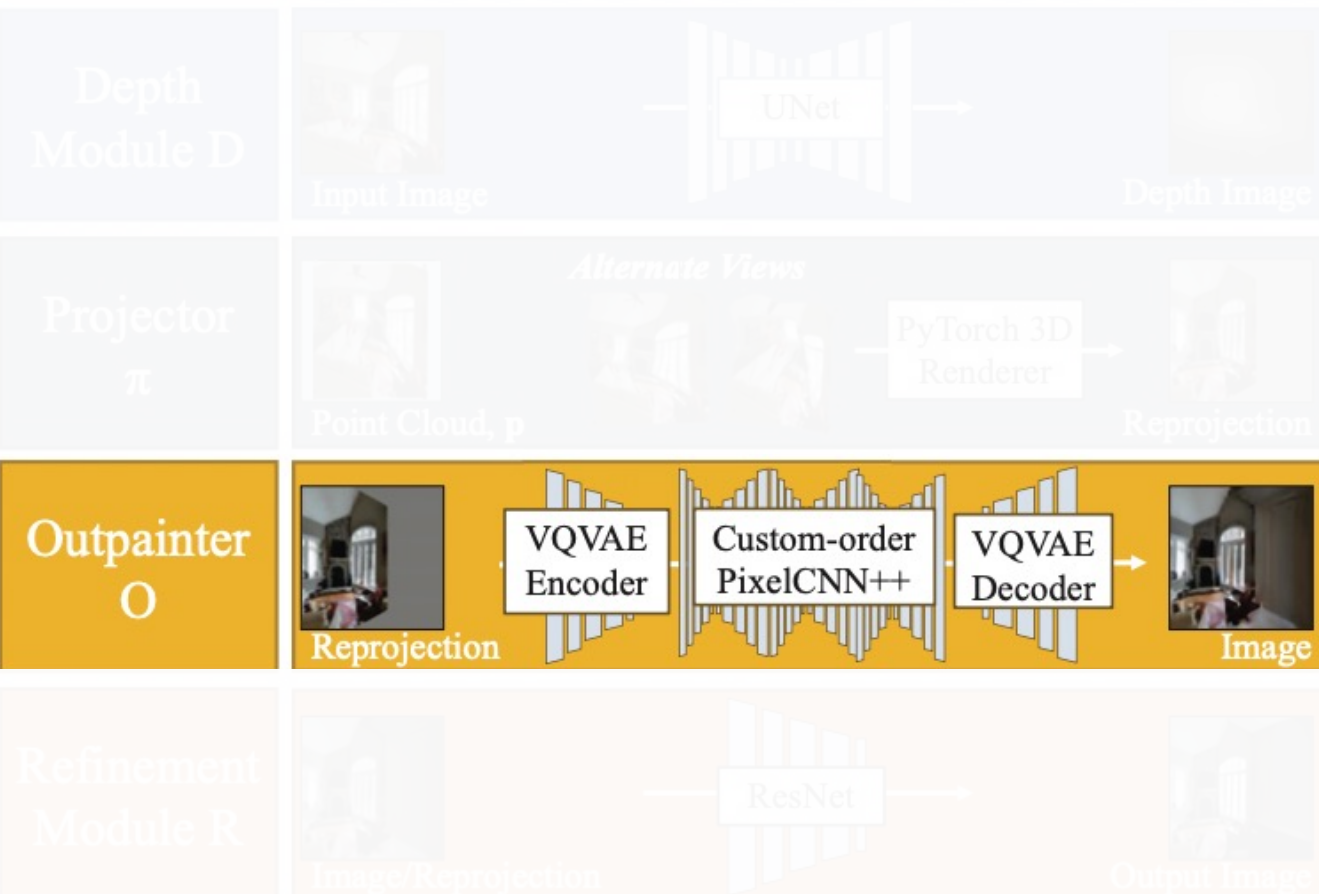 Depth
Module D
Input Image
UNet
Depth Image
Projector
π
Alternate Views
Point Cloud, p
PyTorch 3D
Renderer
Reprojection
Outpainter
O
Reprojection
VQVAE
Encoder
Custom-order
PixelCNN++
VQVAE
Decoder
Image
Refinement
Module R
Image/Reprojection
ResNet
Output Image